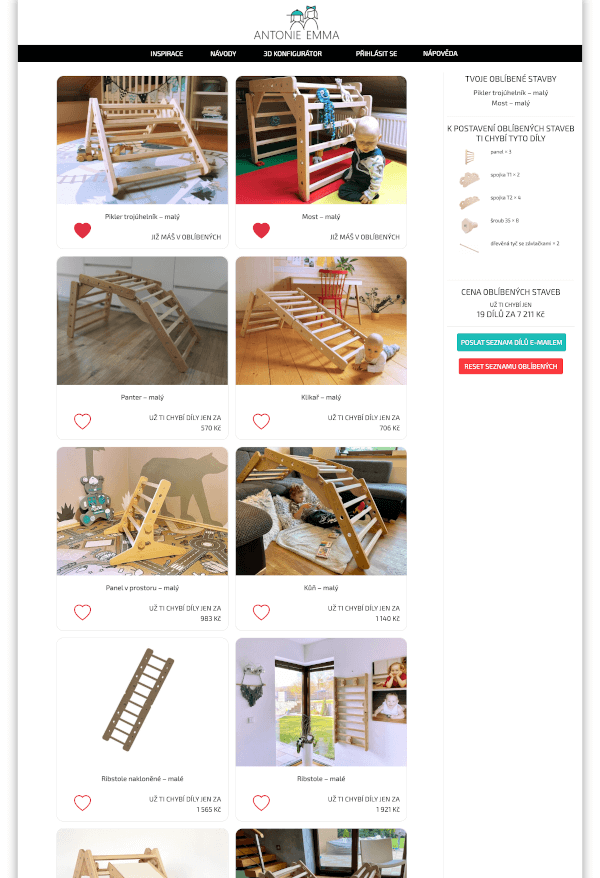 ANTONIE EMMA
INSPIRACE NÁVODY 3D KONFIGURÁTOR PŘIHLÁSIT SE NÁPOVĚDA
Pikler trojúhelník – malý
JIŽ MÁŠ V OBLÍBENÝCH
Most – malý
JIŽ MÁŠ V OBLÍBENÝCH
Panter – malý
UŽ TI CHYBÍ DÍLY JEN ZA
570 Kč
Klikař – malý
UŽ TI CHYBÍ DÍLY JEN ZA
706 Kč
Panel v prostoru – malý
UŽ TI CHYBÍ DÍLY JEN ZA
983 Kč
Kůň – malý
UŽ TI CHYBÍ DÍLY JEN ZA
1 140 Kč
Ribstole nakloněné – malé
UŽ TI CHYBÍ DÍLY JEN ZA
1 565 Kč
Ribstole – malé
UŽ TI CHYBÍ DÍLY JEN ZA
1 921 Kč
TVOJE OBLÍBENÉ STAVBY
Pikler trojúhelník – malý
Most – malý
K POSTAVENÍ OBLÍBENÝCH STAVEB
TI CHYBÍ TYTO DÍLY
panel × 3
spojka T1 × 2
spojka T2 × 4
šroub 35 × 8
dřevěná tyč se obvlačkami × 2
CENA OBLÍBENÝCH STAVEB
UŽ TI CHYBÍ JEN
19 DÍLŮ ZA 7 211 Kč
POSLAT SEZNAM DÍLŮ E-MAILEM
RESET SEZNAMU OBLÍBENÝCH